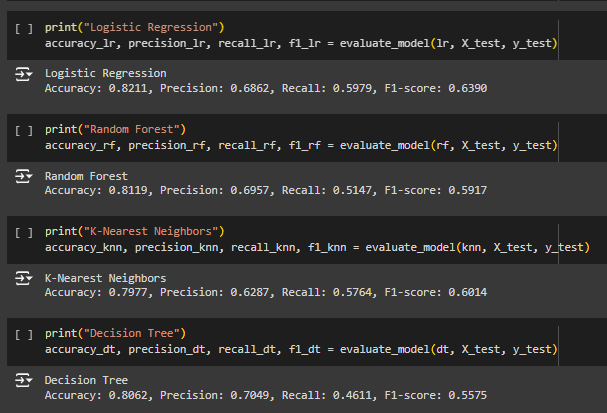 [ ] print("Logistic Regression")
accuracy_lr, precision_lr, recall_lr, f1_lr = evaluate_model(lr, X_test, y_test)
Logistic Regression
Accuracy: 0.8211, Precision: 0.6862, Recall: 0.5979, F1-score: 0.6390
[ ] print("Random Forest")
accuracy_rf, precision_rf, recall_rf, f1_rf = evaluate_model(rf, X_test, y_test)
Random Forest
Accuracy: 0.8119, Precision: 0.6957, Recall: 0.5147, F1-score: 0.5917
[ ] print("K-Nearest Neighbors")
accuracy_knn, precision_knn, recall_knn, f1_knn = evaluate_model(knn, X_test, y_test)
K-Nearest Neighbors
Accuracy: 0.7977, Precision: 0.6287, Recall: 0.5764, F1-score: 0.6014
[ ] print("Decision Tree")
accuracy_dt, precision_dt, recall_dt, f1_dt = evaluate_model(dt, X_test, y_test)
Decision Tree
Accuracy: 0.8062, Precision: 0.7049, Recall: 0.4611, F1-score: 0.5575